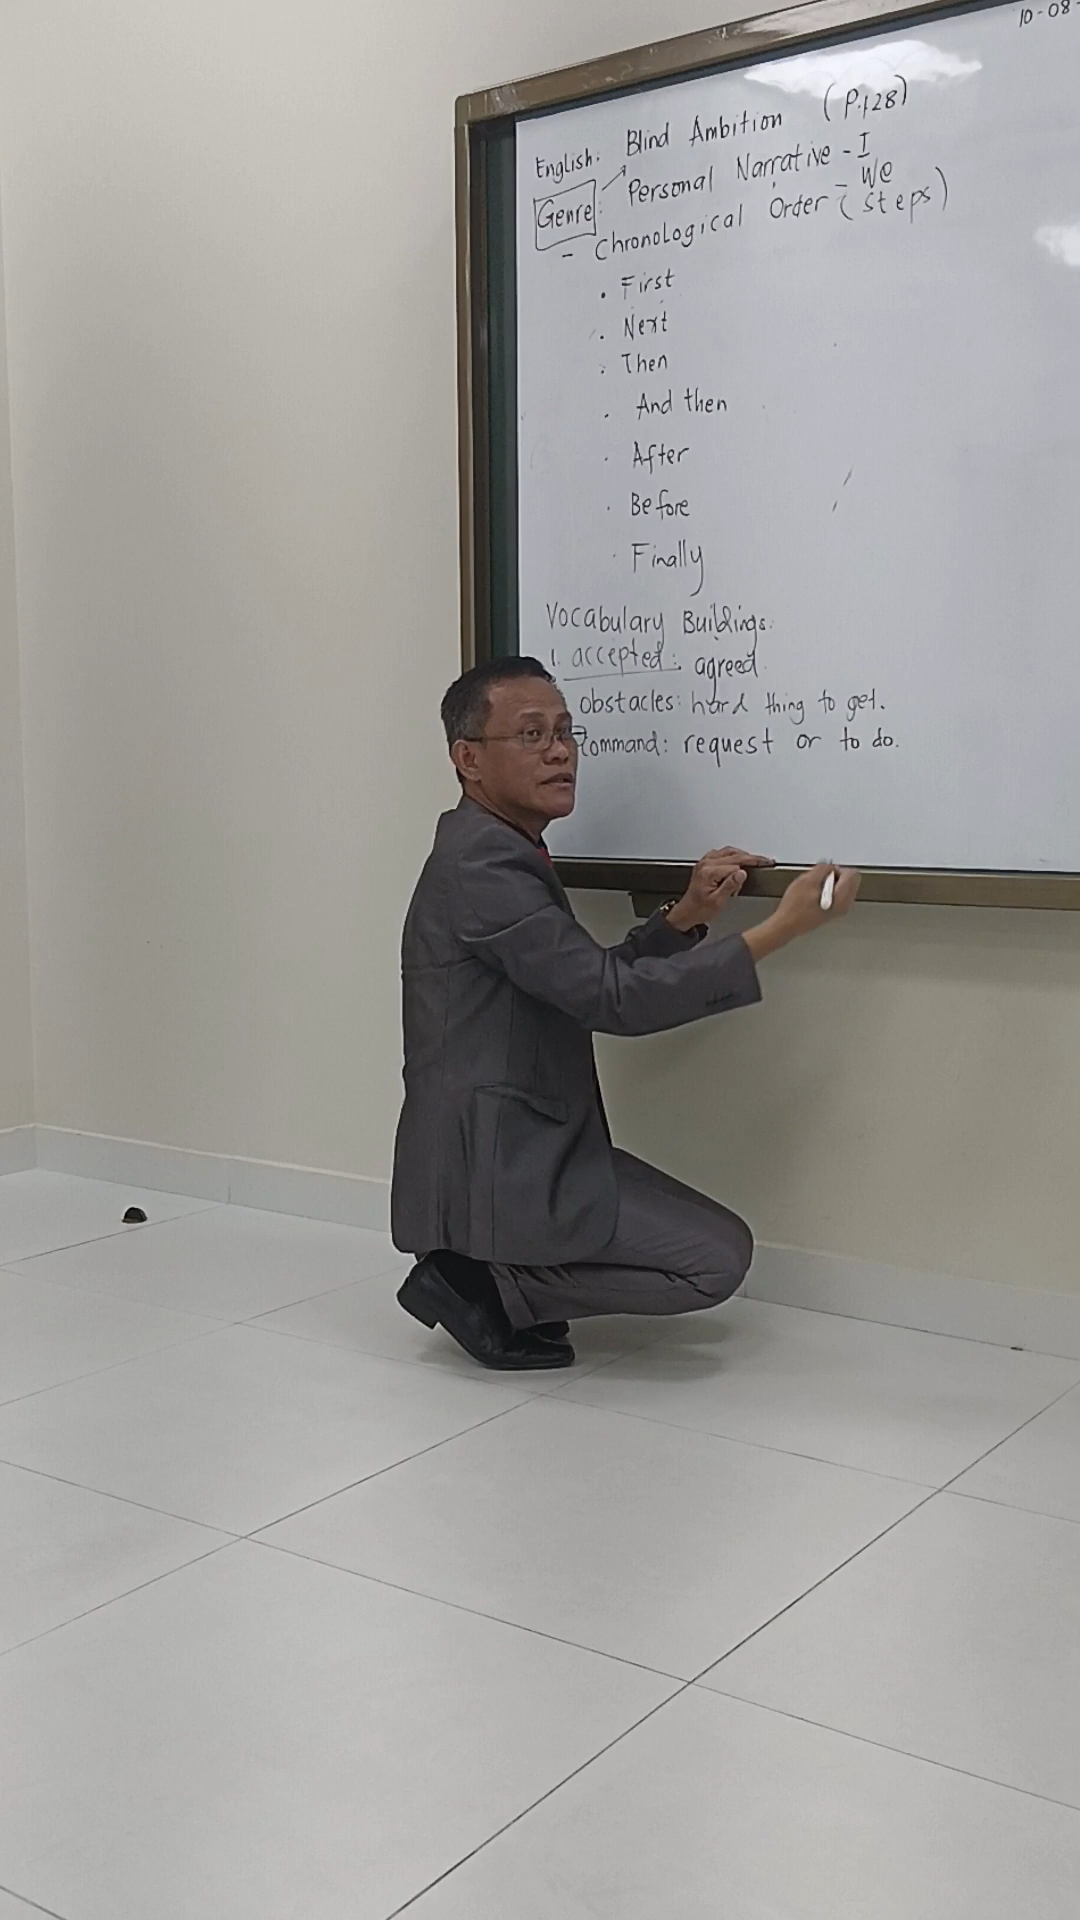 10-08-
English: Blind Ambition (P.128)
Genre: Personal Narrative - I
- We
- Chronological Order (steps)
. First
. Next
. Then
. And then
. After
. Before
. Finally
Vocabulary Buildings:
1. accepted: agreed.
obstacles: hard thing to get.
Command: request or to do.